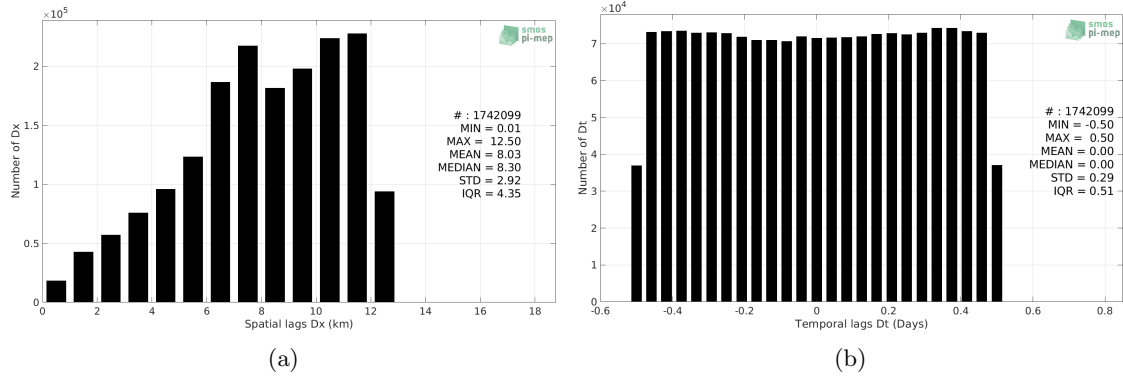 ×10⁵
smos
pi-mep
2
1.5
1
0.5
0
Number of Dx
# : 1742099
MIN = 0.01
MAX = 12.50
MEAN = 8.03
MEDIAN = 8.30
STD = 2.92
IQR = 4.35
0 2 4 6 8 10 12 14 16 18
Spatial lags Dx (km)
(a)
×10⁴
smos
pi-mep
7
6
5
4
3
2
1
0
Number of Dt
# : 1742099
MIN = -0.50
MAX = 0.50
MEAN = 0.00
MEDIAN = 0.00
STD = 0.29
IQR = 0.51
-0.6 -0.4 -0.2 0 0.2 0.4 0.6 0.8
Temporal lags Dt (Days)
(b)